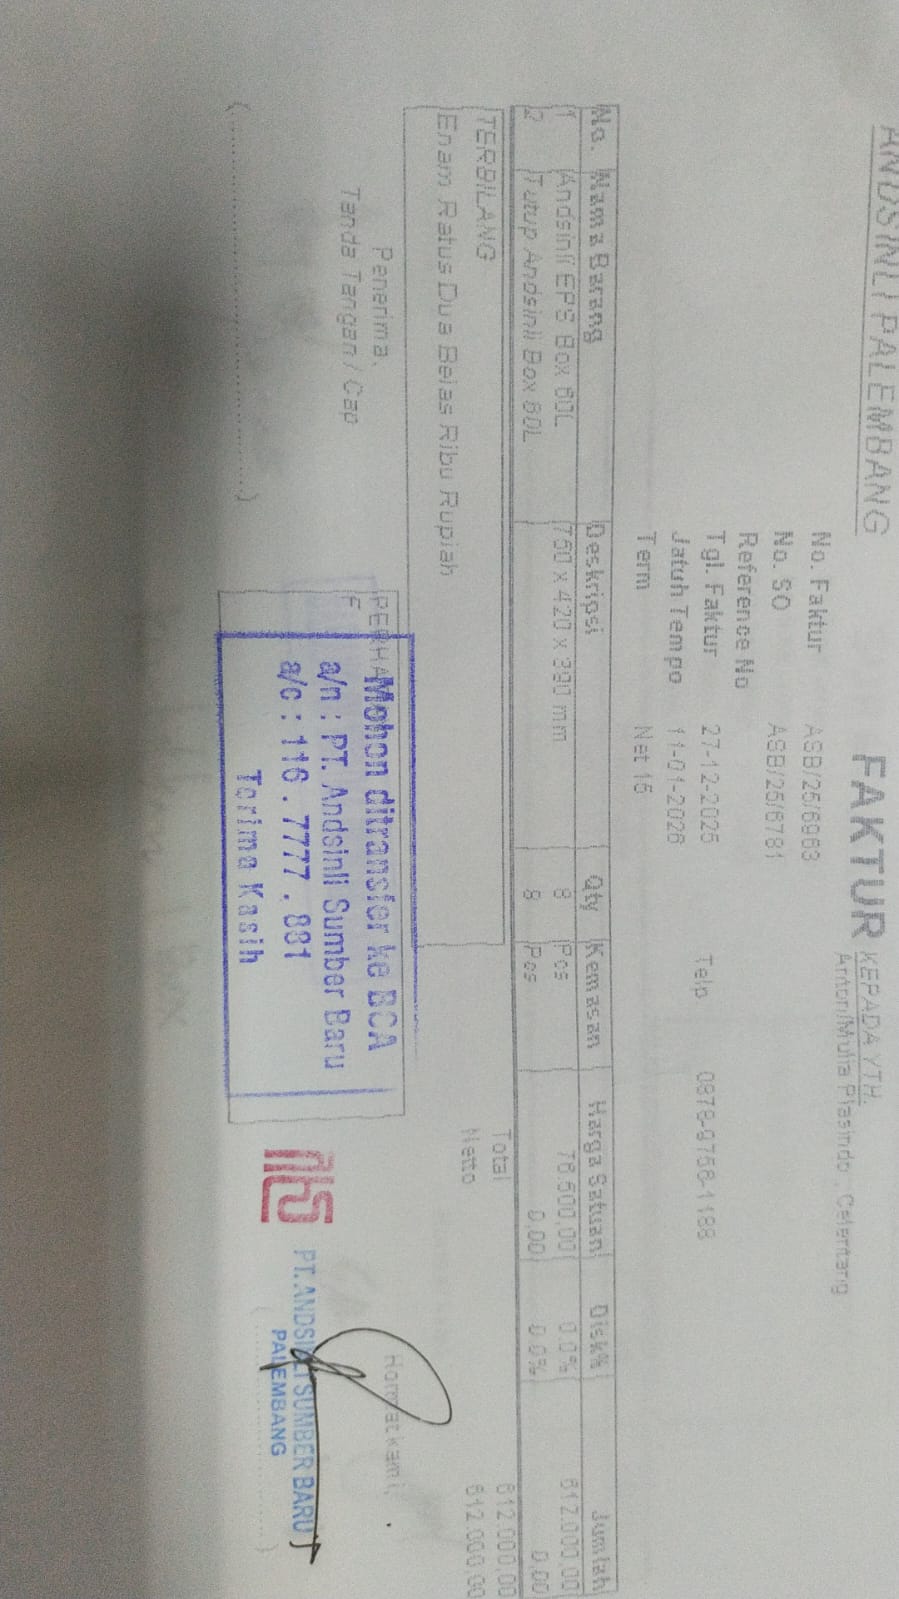 ANDSINLI PALEMBANG
FAKTUR
KEPADA YTH.
Anton/Mulia Plasindo , Celentang
No. Faktur ASB/25/6963
No. SO ASB/25/6781
Reference No
Tgl. Faktur 27-12-2025 Telp 0878-9758-1188
Jatuh Tempo 11-01-2026
Term Net 15
No. Nama Barang Deskripsi Qty Kemasan Harga Satuan Disk% Jumlah
1 Andsinli EPS Box 60L 750 x 420 x 390 mm 8 Pcs 76.500,00 0.0% 612.000,00
2 Tutup Andsinli Box 60L 8 Pcs 0,00 0.0% 0,00
Total 612.000,00
TERBILANG
Netto 612.000,00
Enam Ratus Dua Belas Ribu Rupiah
Penerima,
Tanda Tangan / Cap
Hormat kami,
Mohon ditransfer ke BCA
a/n : PT. Andsinli Sumber Baru
a/c : 116 . 7777 . 881
Terima Kasih
PT. ANDSINLI SUMBER BARU
PALEMBANG